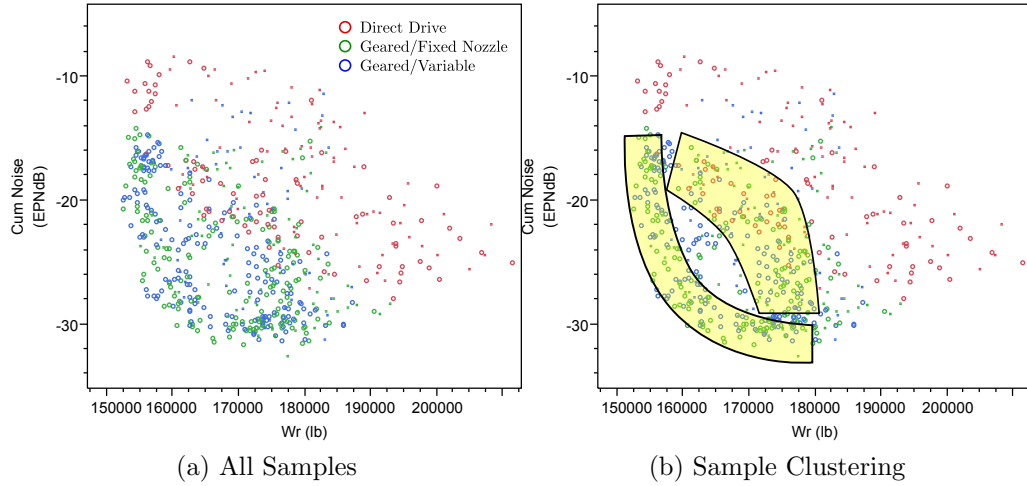 Direct Drive
Geared/Fixed Nozzle
Geared/Variable
-10
-20
-30
Cum Noise
(EPNdB)
150000 160000 170000 180000 190000 200000
Wr (lb)
(a) All Samples
-10
-20
-30
Cum Noise
(EPNdB)
150000 160000 170000 180000 190000 200000
Wr (lb)
(b) Sample Clustering